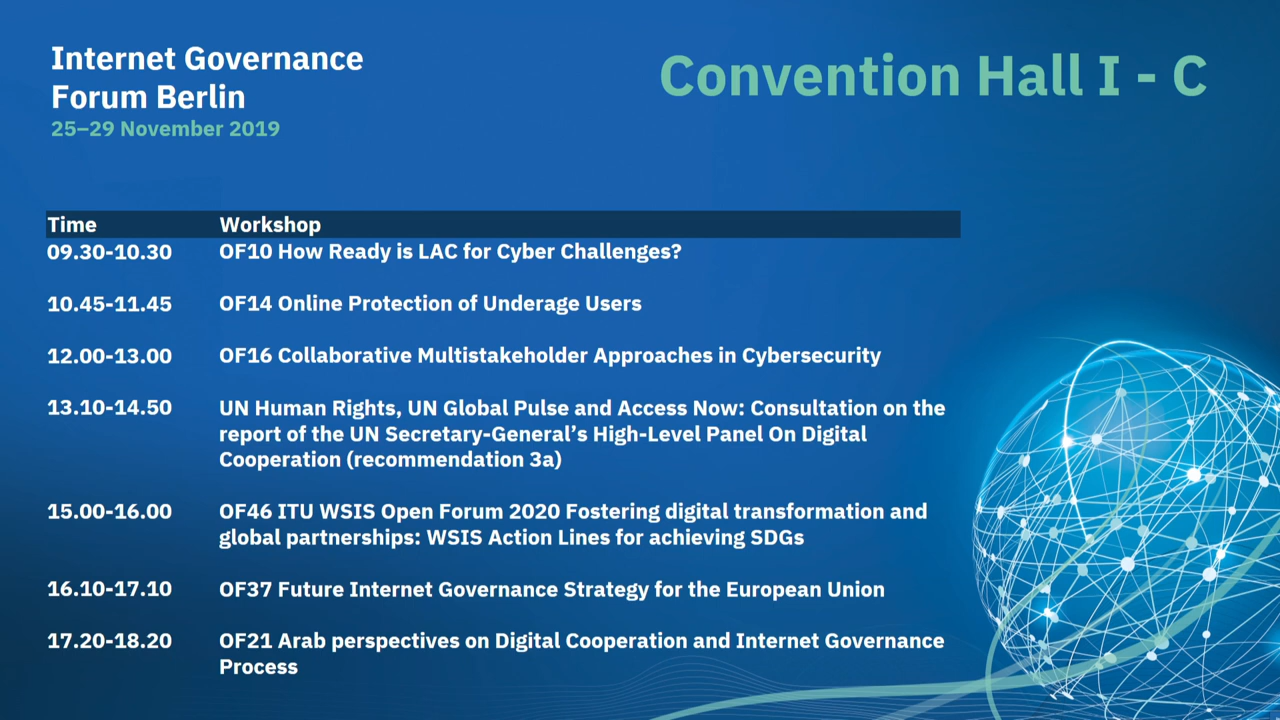 Internet Governance
Forum Berlin
25–29 November 2019
Convention Hall I - C
Time Workshop
09.30-10.30 OF10 How Ready is LAC for Cyber Challenges?
10.45-11.45 OF14 Online Protection of Underage Users
12.00-13.00 OF16 Collaborative Multistakeholder Approaches in Cybersecurity
13.10-14.50 UN Human Rights, UN Global Pulse and Access Now: Consultation on the
report of the UN Secretary-General’s High-Level Panel On Digital
Cooperation (recommendation 3a)
15.00-16.00 OF46 ITU WSIS Open Forum 2020 Fostering digital transformation and
global partnerships: WSIS Action Lines for achieving SDGs
16.10-17.10 OF37 Future Internet Governance Strategy for the European Union
17.20-18.20 OF21 Arab perspectives on Digital Cooperation and Internet Governance
Process